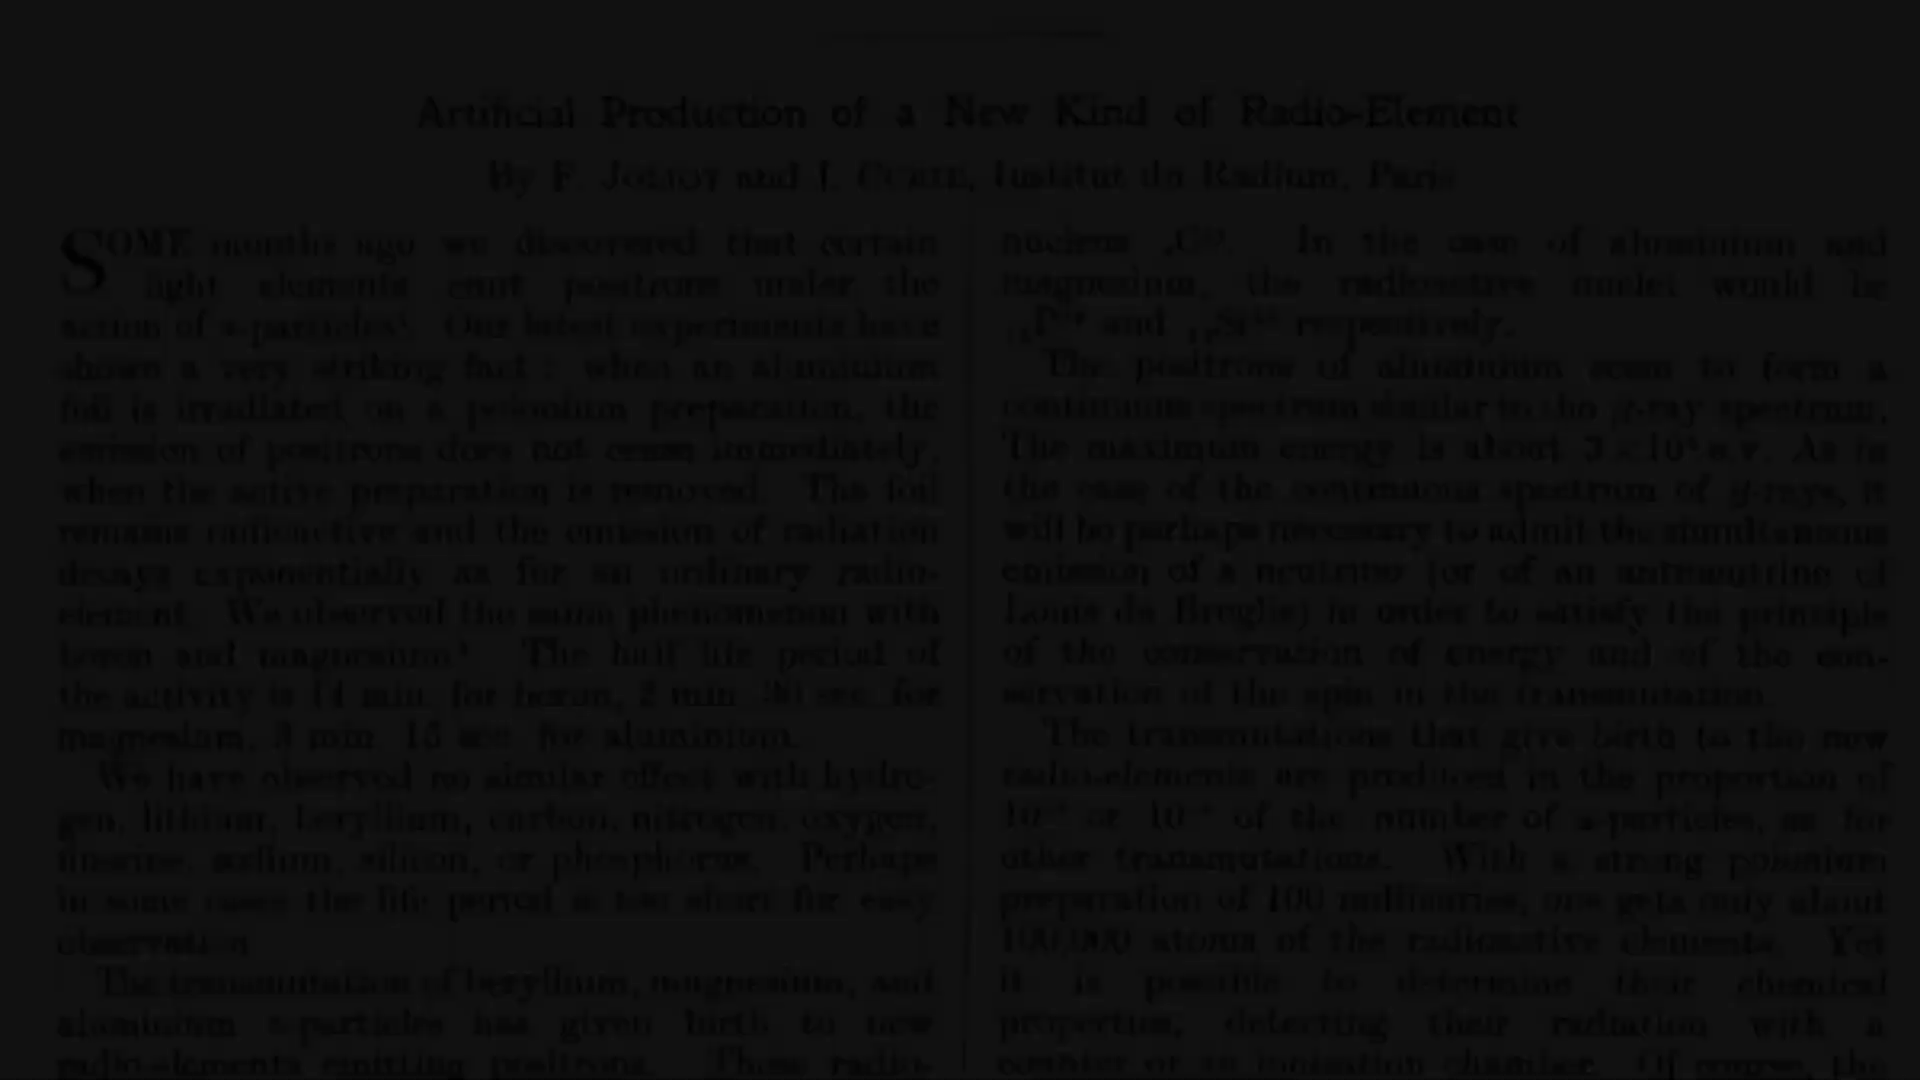 Artificial Production of a New Kind of Radio-Element
By F. JOLIOT and I. CURIE, Institut du Radium, Paris
SOME months ago we discovered that certain
light elements emit positrons under the
action of α-particles¹. Our latest experiments have
shown a very striking fact : when an aluminium
foil is irradiated on a polonium preparation, the
emission of positrons does not cease immediately,
when the active preparation is removed. The foil
remains radioactive and the emission of radiation
decays exponentially as for an ordinary radio-
element. We observed the same phenomenon with
boron and magnesium². The half life period of
the activity is 14 min. for boron, 2 min. 30 sec. for
magnesium, 3 min. 15 sec. for aluminium.
We have observed no similar effect with hydro-
gen, lithium, beryllium, carbon, nitrogen, oxygen,
fluorine, sodium, silicon, or phosphorus. Perhaps
in some cases the life period is too short for easy
observation.
The transmutation of beryllium, magnesium, and
aluminium α-particles has given birth to new
radio-elements emitting positrons. These radio-
nucleus In the case of aluminium and
magnesium, the radioactive nuclei would be
and respectively.
The positrons of aluminium seem to form a
continuous spectrum similar to the β-ray spectrum.
The maximum energy is about e.v. As in
the case of the continuous spectrum of β-rays, it
will be perhaps necessary to admit the simultaneous
emission of a neutrino (or of an antineutrino of
Louis de Broglie) in order to satisfy the principle
of the conservation of energy and of the con-
servation of the spin in the transmutation.
The transmutations that give birth to the new
radio-elements are produced in the proportion of
or of the number of α-particles, as for
other transmutations. With a strong polonium
preparation of 100 millicuries, one gets only about
100,000 atoms of the radioactive elements. Yet
it is possible to determine their chemical
properties, detecting their radiation with a
counter or an ionisation chamber. Of course, the